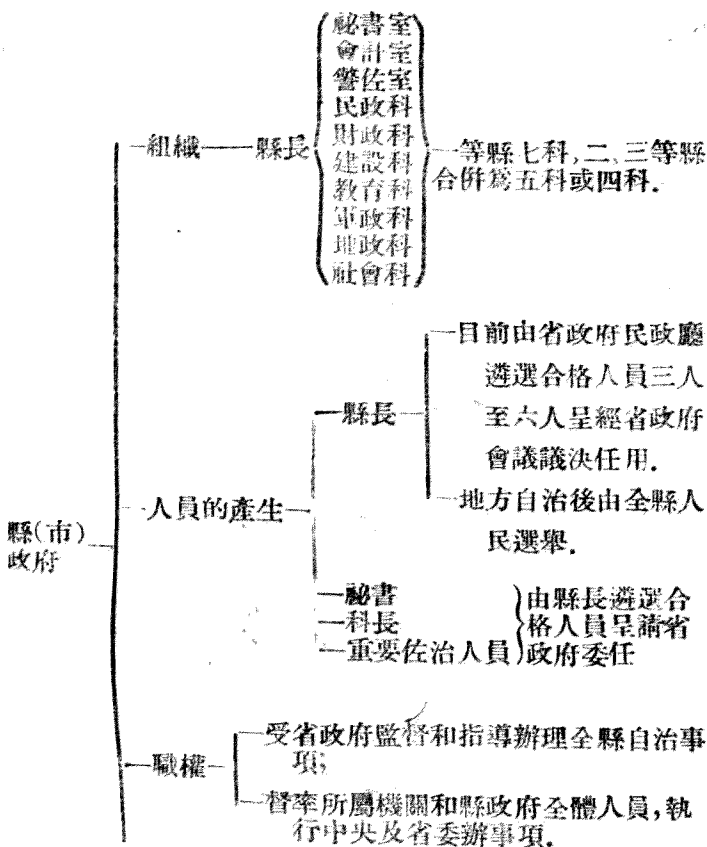 縣(市)
政府
組織
縣長
祕書室
會計室
警佐室
民政科
財政科
建設科
教育科
軍政科
地政科
社會科
一等縣七科,二、三等縣
合併爲五科或四科.
人員的產生
縣長
目前由省政府民政廳
遴選合格人員三人
至六人呈經省政府
會議議決任用.
地方自治後由全縣人
民選舉.
祕書
科長
重要佐治人員
由縣長遴選合
格人員呈請省
政府委任
職權
受省政府監督和指導辦理全縣自治事
項;
督率所屬機關和縣政府全體人員,執
行中央及省委辦事項.